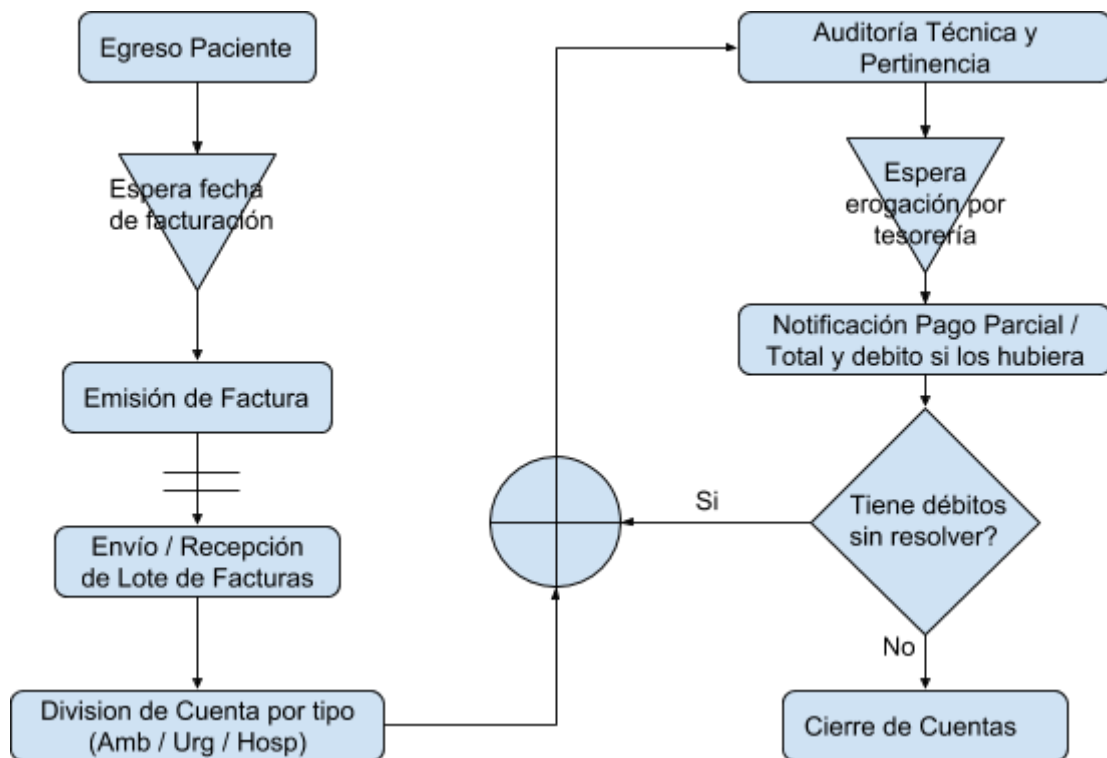 Egreso Paciente
Espera fecha
de facturación
Emisión de Factura
Envío / Recepción
de Lote de Facturas
Division de Cuenta por tipo
(Amb / Urg / Hosp)
Auditoría Técnica y
Pertinencia
Espera
erogación por
tesorería
Notificación Pago Parcial /
Total y debito si los hubiera
Tiene débitos
sin resolver?
Si
No
Cierre de Cuentas